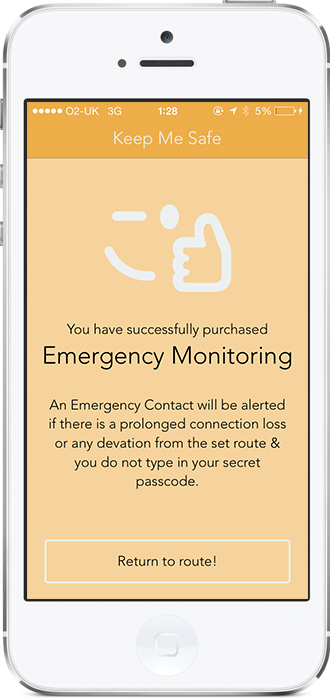 O2-UK 3G 1:28 5%
Keep Me Safe
You have successfully purchased
Emergency Monitoring
An Emergency Contact will be alerted
if there is a prolonged connection loss
or any devation from the set route &
you do not type in your secret
passcode.
Return to route!